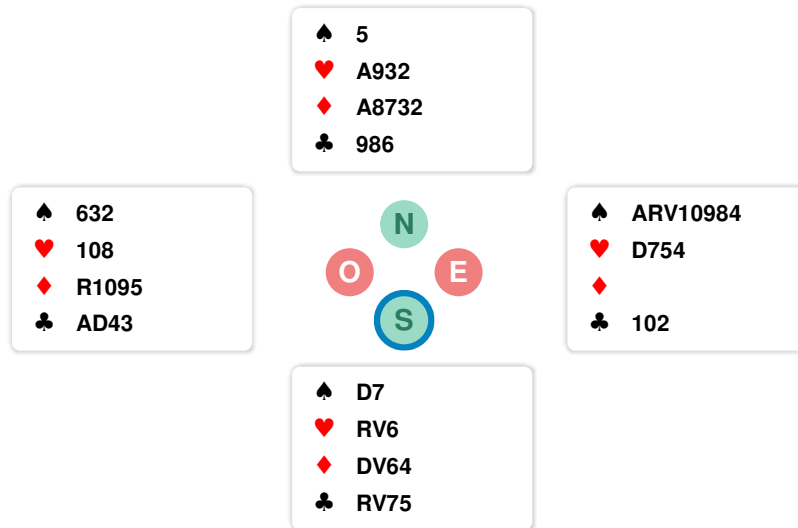 ♠ 5
♥ A932
♦ A8732
♣ 986
♠ 632
♥ 108
♦ R1095
♣ AD43
N
O E
S
♠ ARV10984
♥ D754
♦
♣ 102
♠ D7
♥ RV6
♦ DV64
♣ RV75